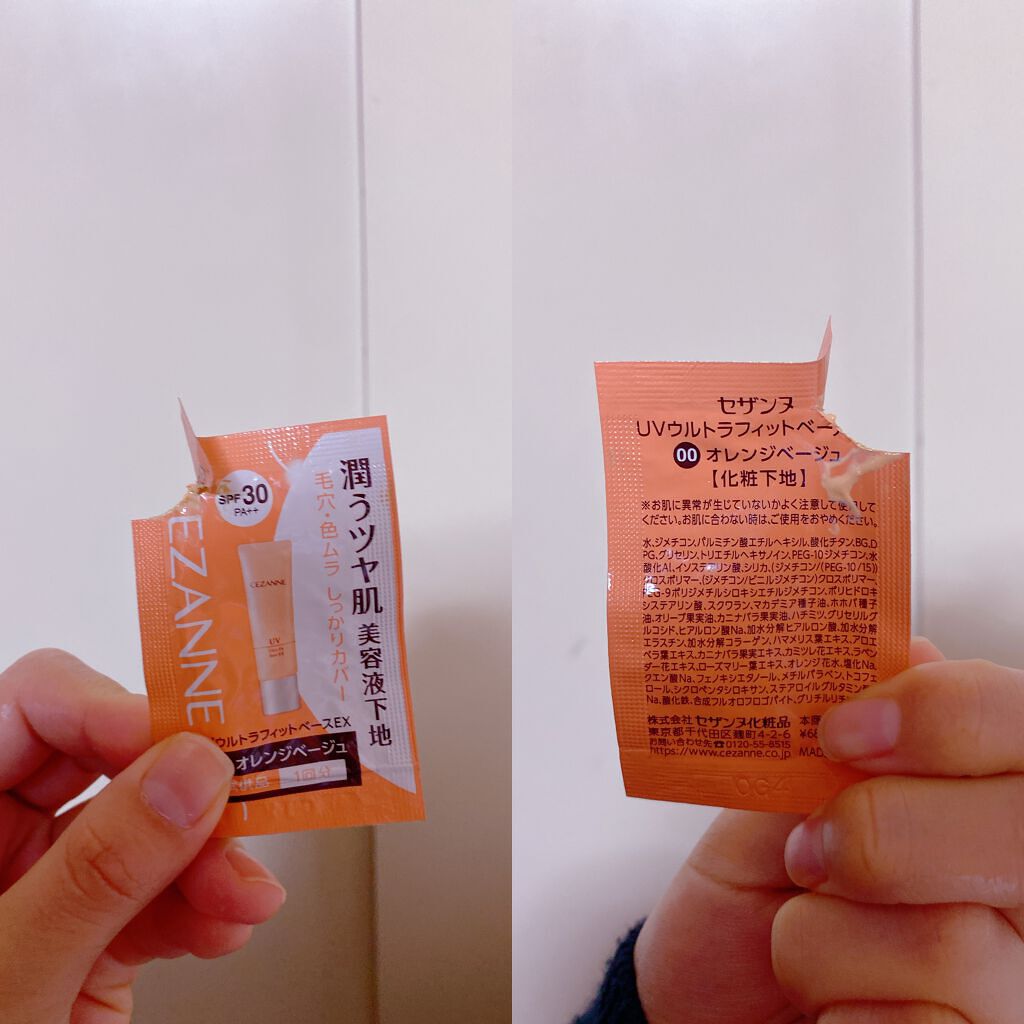 SPF30
PA++
潤うツヤ肌 美容液下地
毛穴・色ムラ しっかりカバー
EZANNE
CEZANNE
UV
ウルトラフィットベースEX
オレンジベージュ
1回分
セザンヌ
UVウルトラフィットベー
00 オレンジベージュ
【化粧下地】
※お肌に異常が生じていないかよく注意して使用して
ください。お肌に合わない時は、ご使用をおやめください。
水、ジメチコン、パルミチン酸エチルヘキシル、酸化チタン、BG、D
PG、グリセリン、トリエチルヘキサノイン、PEG-10ジメチコン、水
酸化Al、イソステアリン酸、シリカ、(ジメチコン/(PEG-10/15))
クロスポリマー、(ジメチコン/ビニルジメチコン)クロスポリマー、
PEG-9ポリジメチルシロキシエチルジメチコン、ポリヒドロキ
システアリン酸、スクワラン、マカデミア種子油、ホホバ種子
油、オリーブ果実油、カニナバラ果実油、ハチミツ、グリセリルグ
ルコシド、ヒアルロン酸Na、加水分解ヒアルロン酸、加水分解
エラスチン、加水分解コラーゲン、ハマメリス葉エキス、アロエ
ベラ葉エキス、カニナバラ果実エキス、カミツレ花エキス、ラベン
ダー花エキス、ローズマリー葉エキス、オレンジ花水、塩化Na、
クエン酸Na、フェノキシエタノール、メチルパラベン、トコフェ
ロール、シクロペンタシロキサン、ステアロイルグルタミン酸
Na、酸化鉄、合成フルオロフロゴパイト、グリチルリチ
株式会社 セザンヌ化粧品 本商
東京都千代田区麹町4-2-6 ¥68
お問い合わせ先☎0120-55-8515
https://www.cezanne.co.jp MAD
OG4